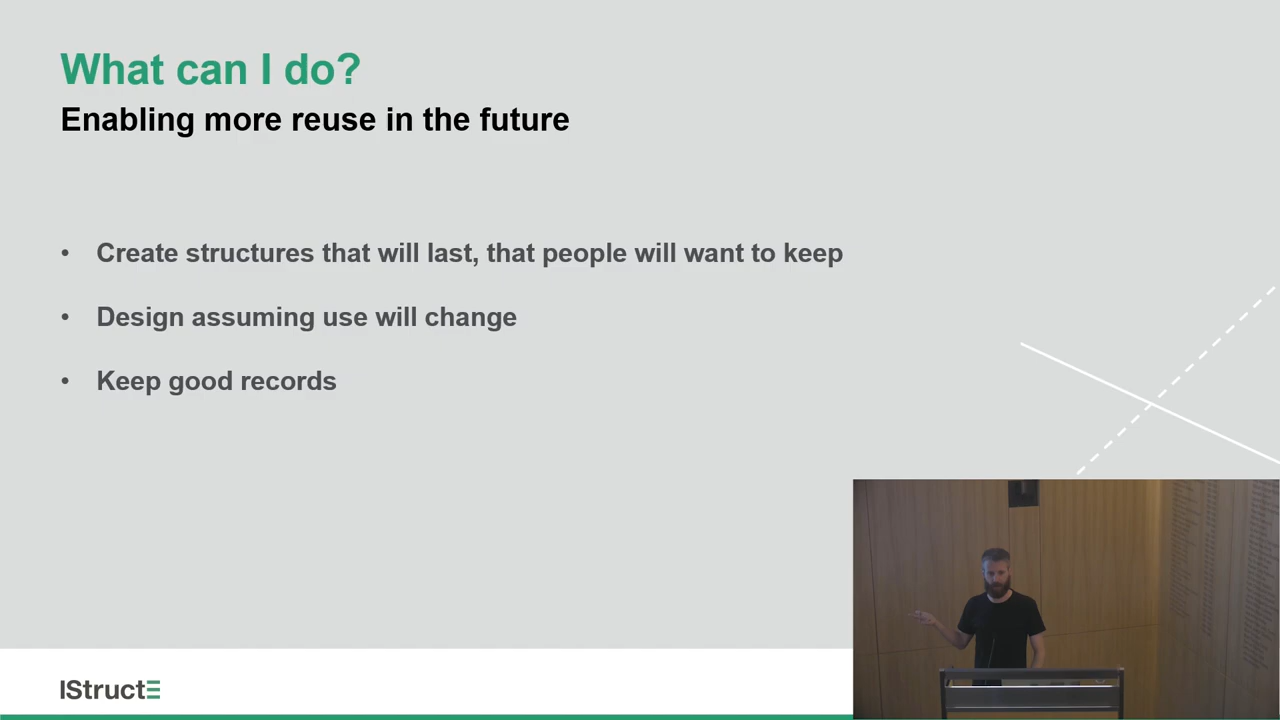 What can I do?
Enabling more reuse in the future
• Create structures that will last, that people will want to keep
• Design assuming use will change
• Keep good records
IStructE